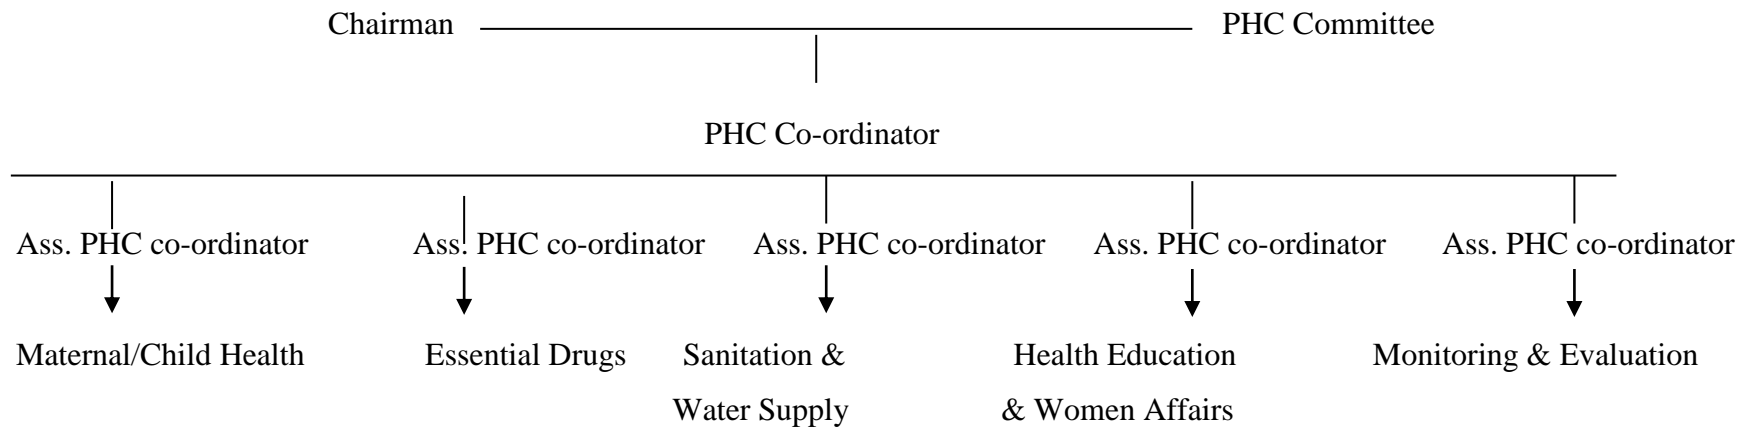 Chairman PHC Committee
PHC Co-ordinator
Ass. PHC co-ordinator Ass. PHC co-ordinator Ass. PHC co-ordinator Ass. PHC co-ordinator Ass. PHC co-ordinator
Maternal/Child Health Essential Drugs Sanitation & Health Education Monitoring & Evaluation
Water Supply & Women Affairs